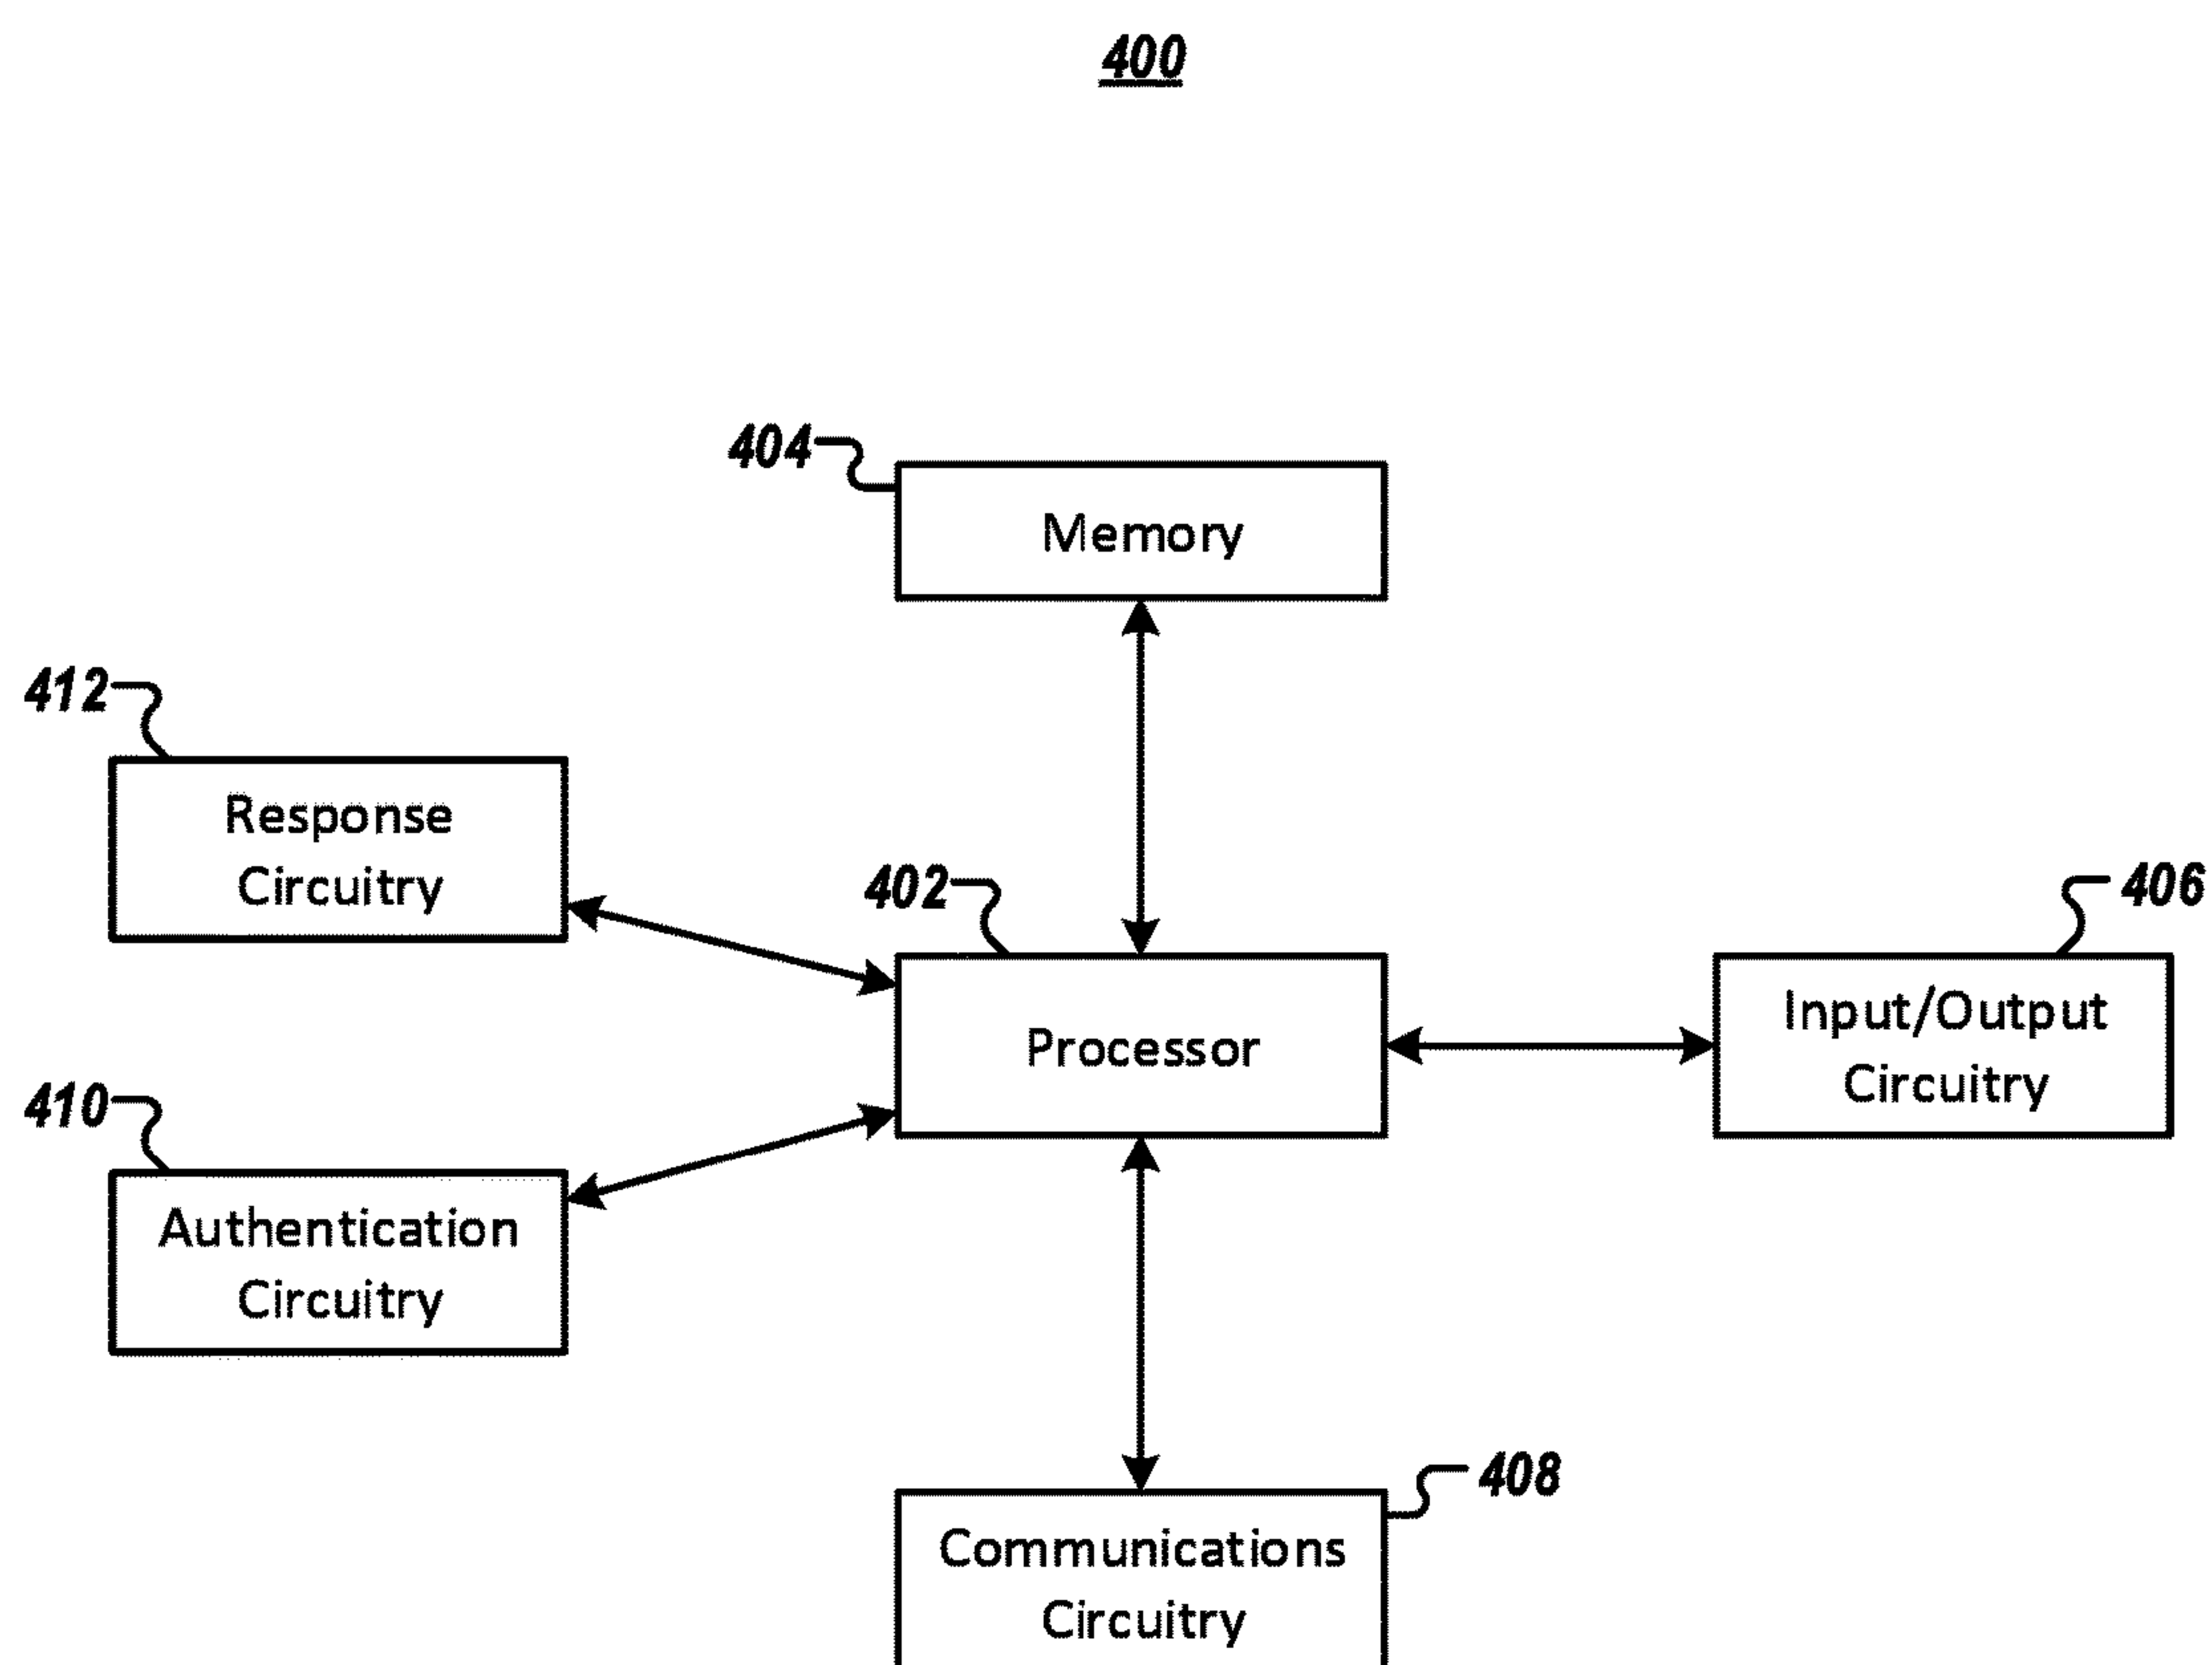 400
404
Memory
412
Response
Circuitry
402
Processor
406
Input/Output
Circuitry
410
Authentication
Circuitry
408
Communications
Circuitry